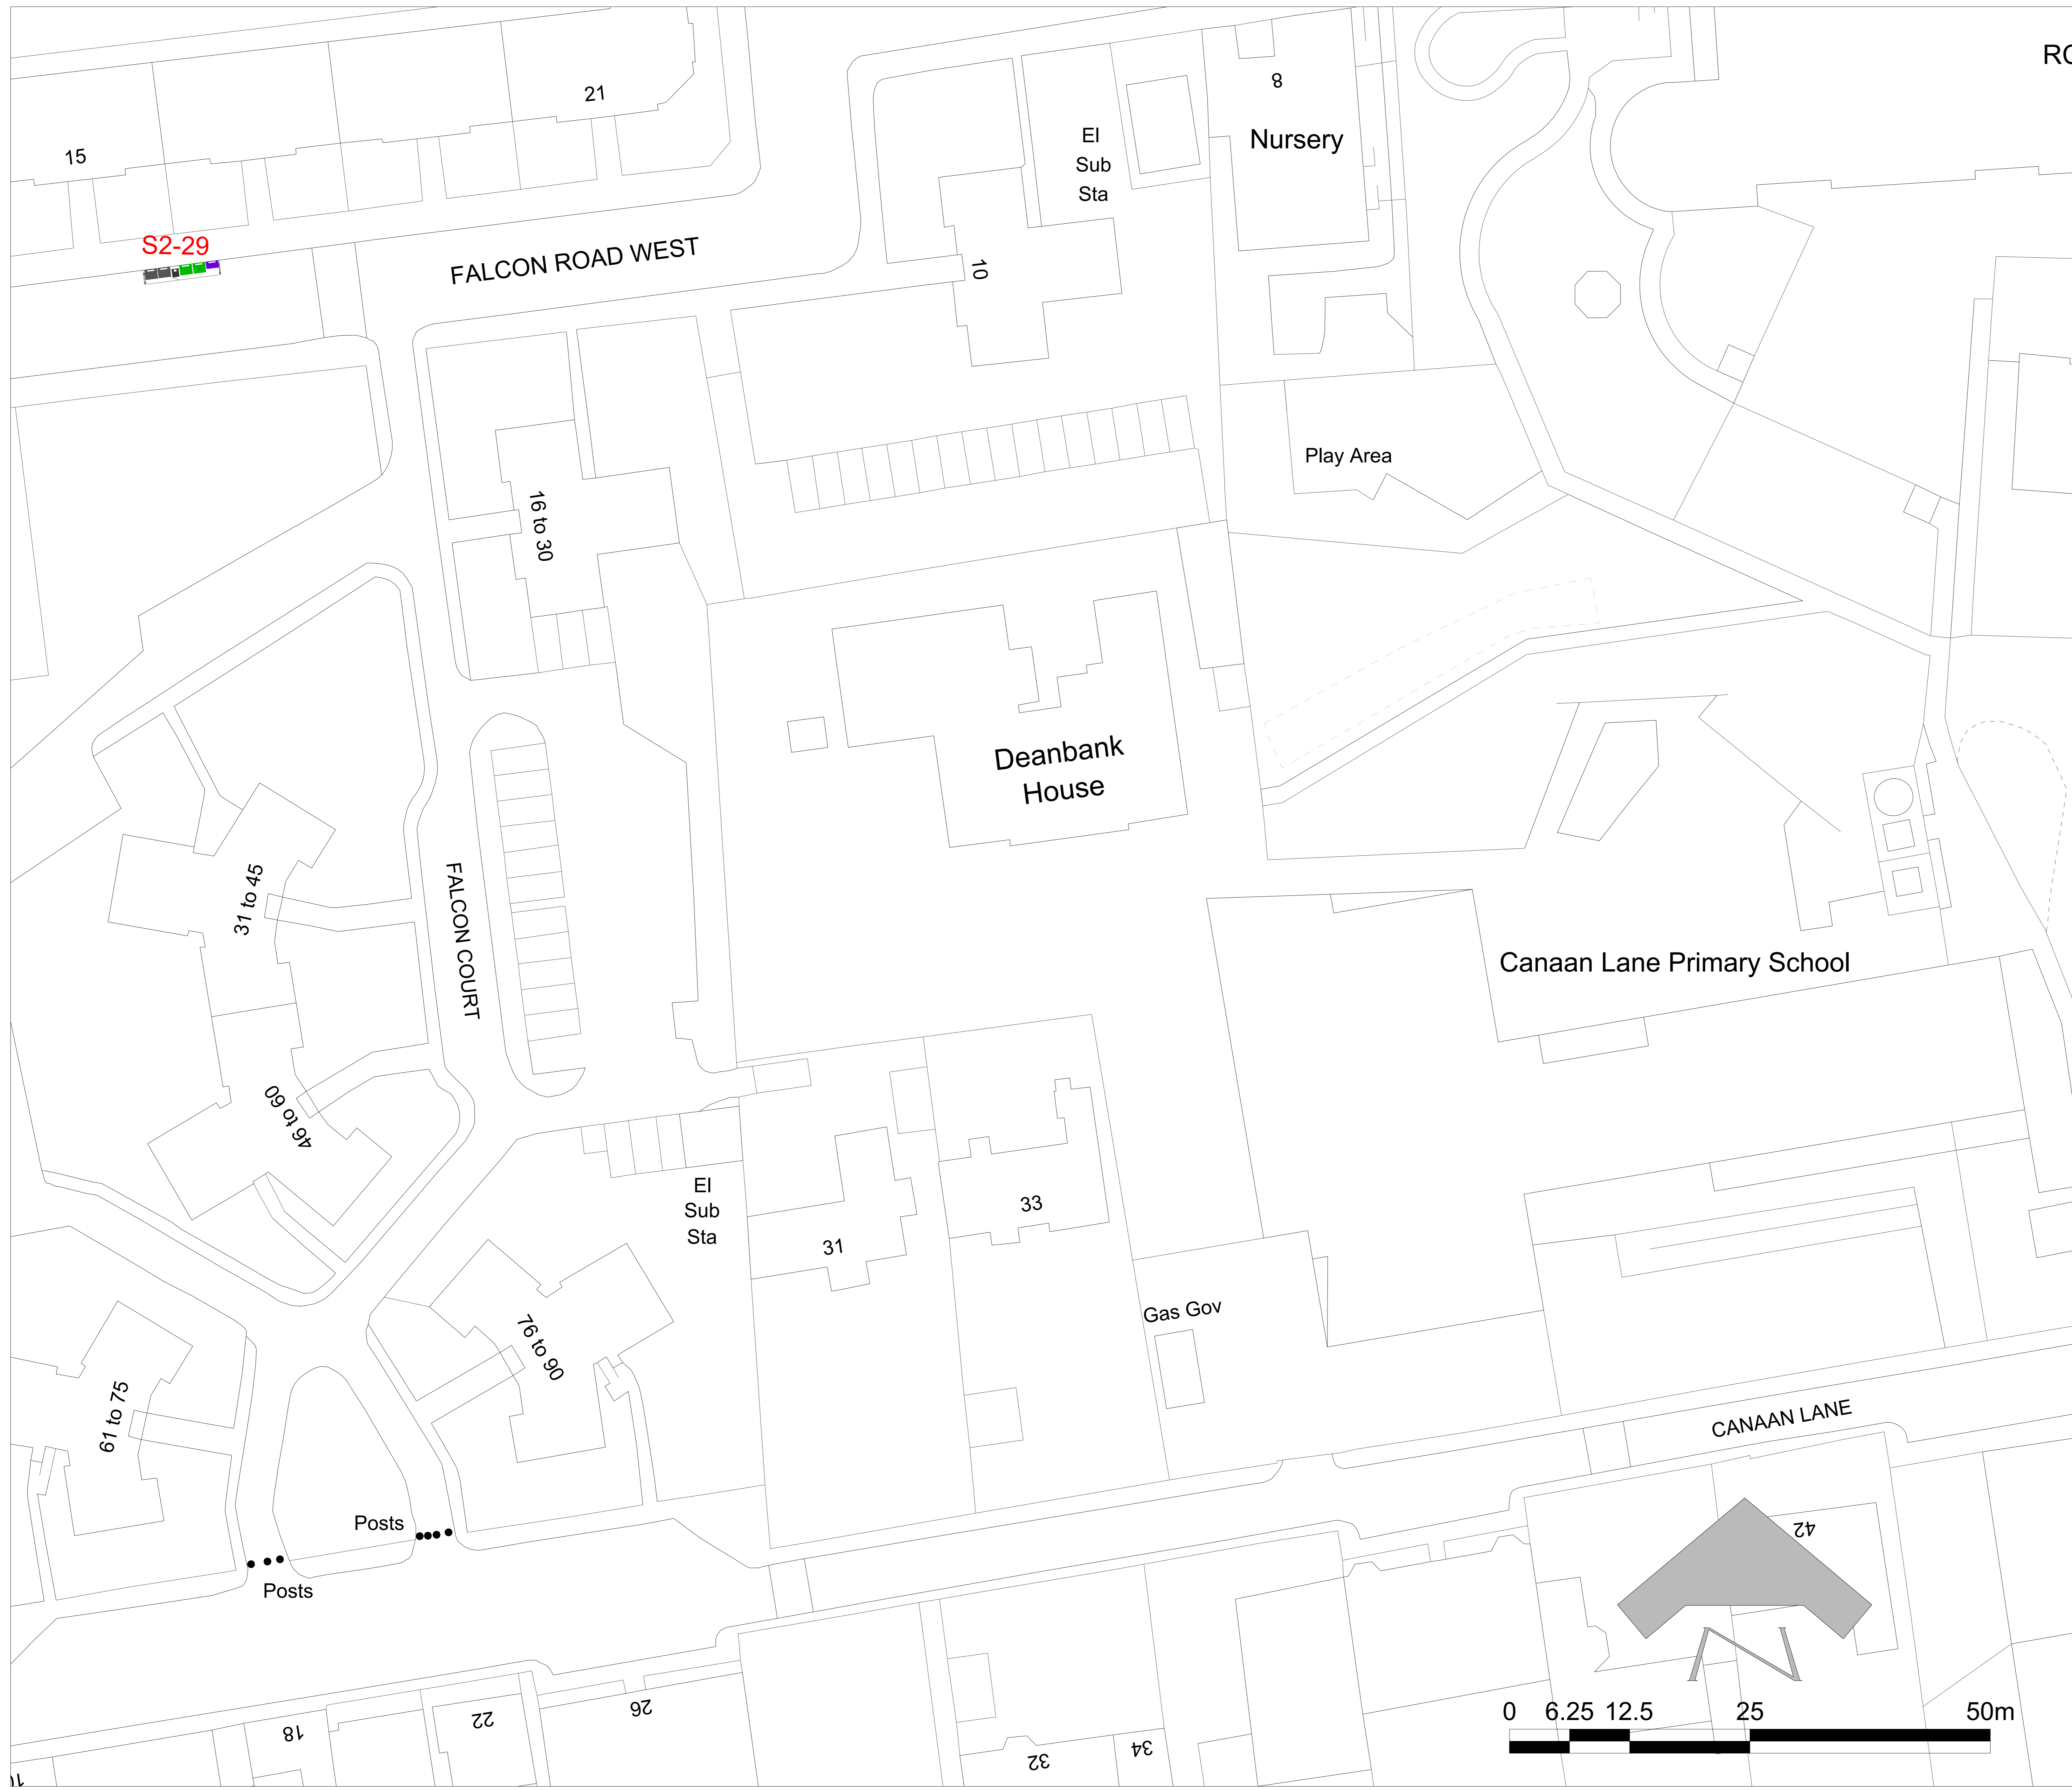 RO
21
8
El
Sub
Sta
Nursery
15
S2-29
FALCON ROAD WEST
10
Play Area
16 to 30
Deanbank
House
31 to 45
FALCON COURT
Canaan Lane Primary School
46 to 60
El
Sub
Sta
33
31
Gas Gov
76 to 90
61 to 75
CANAAN LANE
Posts
42
Posts
N
0 6.25 12.5 25 50m
26
22
18
34
32